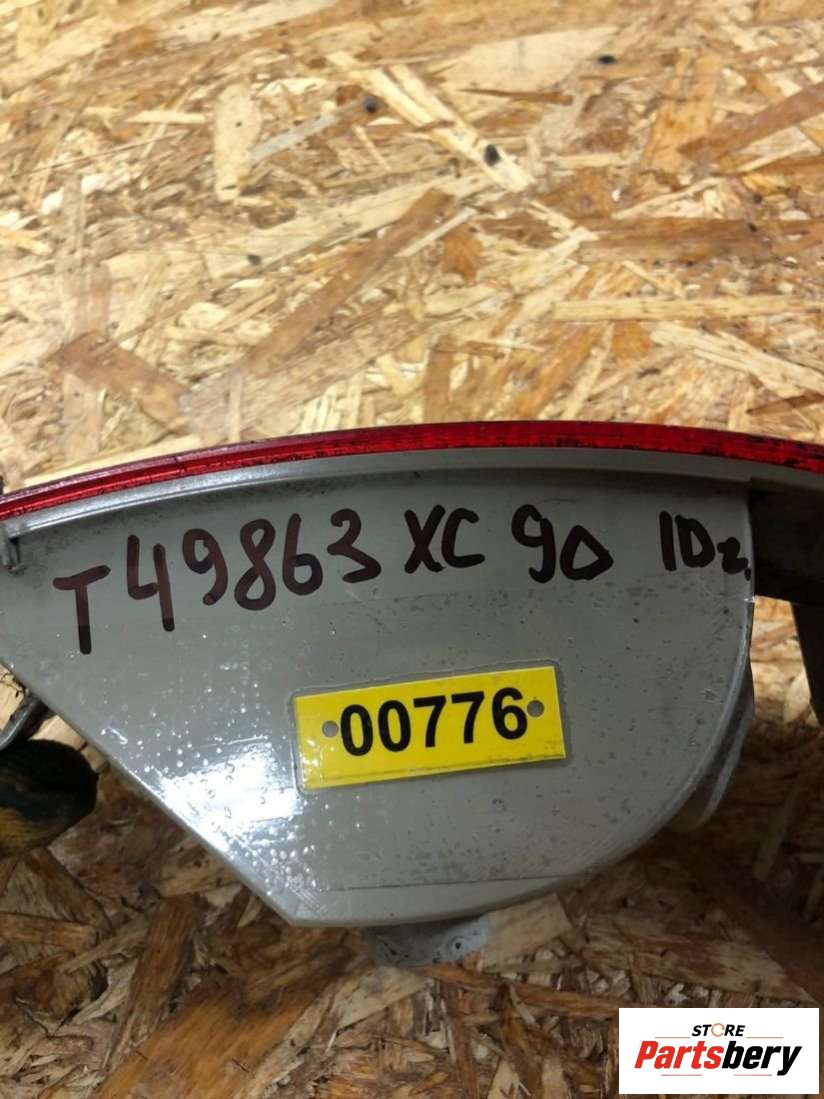 T49863 XC 90 10г.
00776
STORE
Partsbery